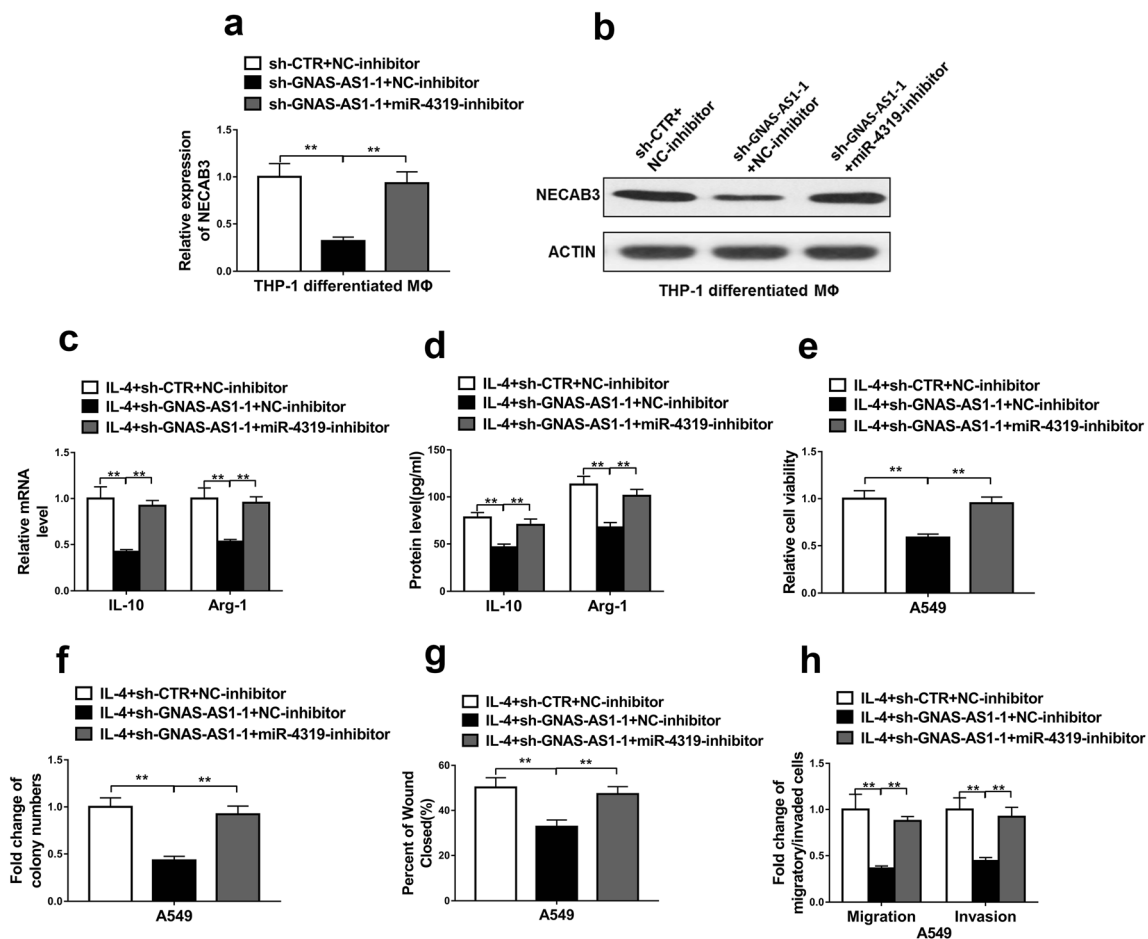 a
sh-CTR+NC-inhibitor
sh-GNAS-AS1-1+NC-inhibitor
sh-GNAS-AS1-1+miR-4319-inhibitor
Relative expression
of NECAB3
1.5
1.0
0.5
0.0
**
**
THP-1 differentiated MΦ
b
sh-CTR+
NC-inhibitor
sh-GNAS-AS1-1
+NC-inhibitor
sh-GNAS-AS1-1
+miR-4319-inhibitor
NECAB3
ACTIN
THP-1 differentiated MΦ
c
IL-4+sh-CTR+NC-inhibitor
IL-4+sh-GNAS-AS1-1+NC-inhibitor
IL-4+sh-GNAS-AS1-1+miR-4319-inhibitor
Relative mRNA
level
1.5
1.0
0.5
0.0
**
**
**
**
IL-10
Arg-1
d
IL-4+sh-CTR+NC-inhibitor
IL-4+sh-GNAS-AS1-1+NC-inhibitor
IL-4+sh-GNAS-AS1-1+miR-4319-inhibitor
Protein level(pg/ml)
150
100
50
0
**
**
**
**
IL-10
Arg-1
e
IL-4+sh-CTR+NC-inhibitor
IL-4+sh-GNAS-AS1-1+NC-inhibitor
IL-4+sh-GNAS-AS1-1+miR-4319-inhibitor
Relative cell viability
1.5
1.0
0.5
0.0
**
**
A549
f
IL-4+sh-CTR+NC-inhibitor
IL-4+sh-GNAS-AS1-1+NC-inhibitor
IL-4+sh-GNAS-AS1-1+miR-4319-inhibitor
Fold change of
colony numbers
1.5
1.0
0.5
0.0
**
**
A549
g
IL-4+sh-CTR+NC-inhibitor
IL-4+sh-GNAS-AS1-1+NC-inhibitor
IL-4+sh-GNAS-AS1-1+miR-4319-inhibitor
Percent of Wound
Closed(%)
60
40
20
0
**
**
A549
h
IL-4+sh-CTR+NC-inhibitor
IL-4+sh-GNAS-AS1-1+NC-inhibitor
IL-4+sh-GNAS-AS1-1+miR-4319-inhibitor
Fold change of
migratory/invaded cells
1.5
1.0
0.5
0.0
**
**
**
**
Migration
Invasion
A549